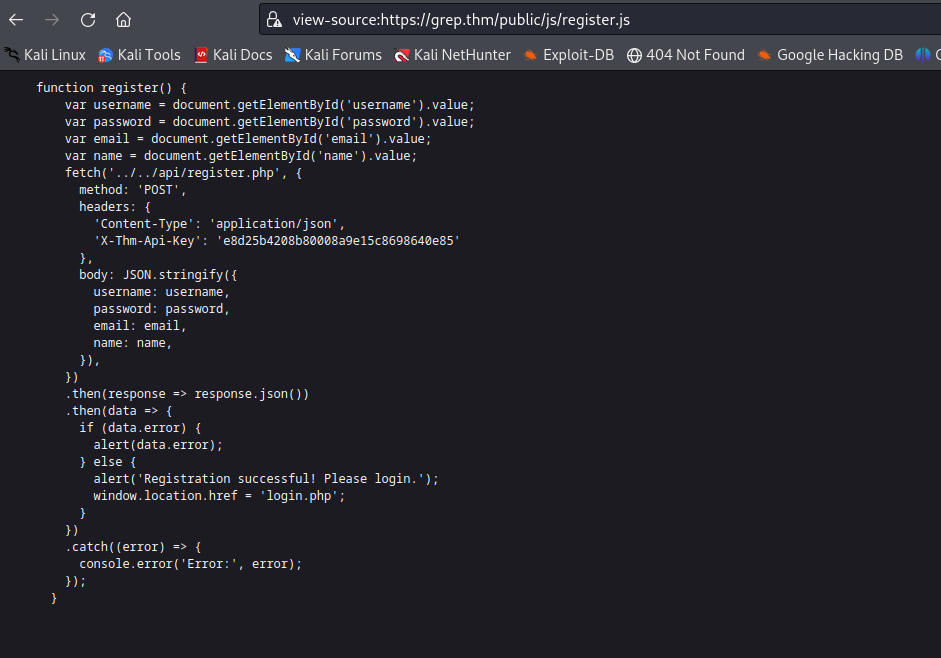 view-source:https://grep.thm/public/js/register.js
Kali Linux Kali Tools Kali Docs Kali Forums Kali NetHunter Exploit-DB 404 Not Found Google Hacking DB
function register() {
var username = document.getElementById('username').value;
var password = document.getElementById('password').value;
var email = document.getElementById('email').value;
var name = document.getElementById('name').value;
fetch('../../api/register.php', {
method: 'POST',
headers: {
'Content-Type': 'application/json',
'X-Thm-Api-Key': 'e8d25b4208b80008a9e15c8698640e85'
},
body: JSON.stringify({
username: username,
password: password,
email: email,
name: name,
}),
})
.then(response => response.json())
.then(data => {
if (data.error) {
alert(data.error);
} else {
alert('Registration successful! Please login.');
window.location.href = 'login.php';
}
})
.catch((error) => {
console.error('Error:', error);
});
}